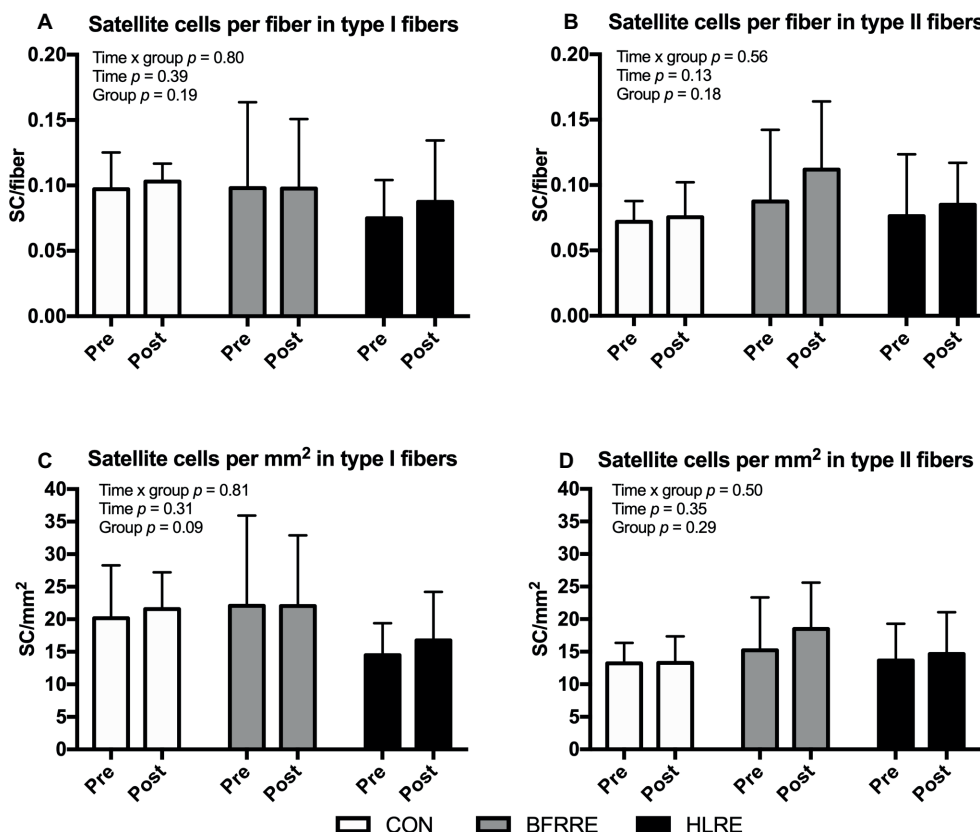 A Satellite cells per fiber in type I fibers
Time x group p = 0.80
Time p = 0.39
Group p = 0.19
0.20
0.15
0.10
0.05
0.00
SC/fiber
Pre Post Pre Post Pre Post
B Satellite cells per fiber in type II fibers
Time x group p = 0.56
Time p = 0.13
Group p = 0.18
0.20
0.15
0.10
0.05
0.00
SC/fiber
Pre Post Pre Post Pre Post
C Satellite cells per mm² in type I fibers
Time x group p = 0.81
Time p = 0.31
Group p = 0.09
40
35
30
25
20
15
10
5
0
SC/mm²
Pre Post Pre Post Pre Post
D Satellite cells per mm² in type II fibers
Time x group p = 0.50
Time p = 0.35
Group p = 0.29
40
35
30
25
20
15
10
5
0
SC/mm²
Pre Post Pre Post Pre Post
CON BFRRE HLRE